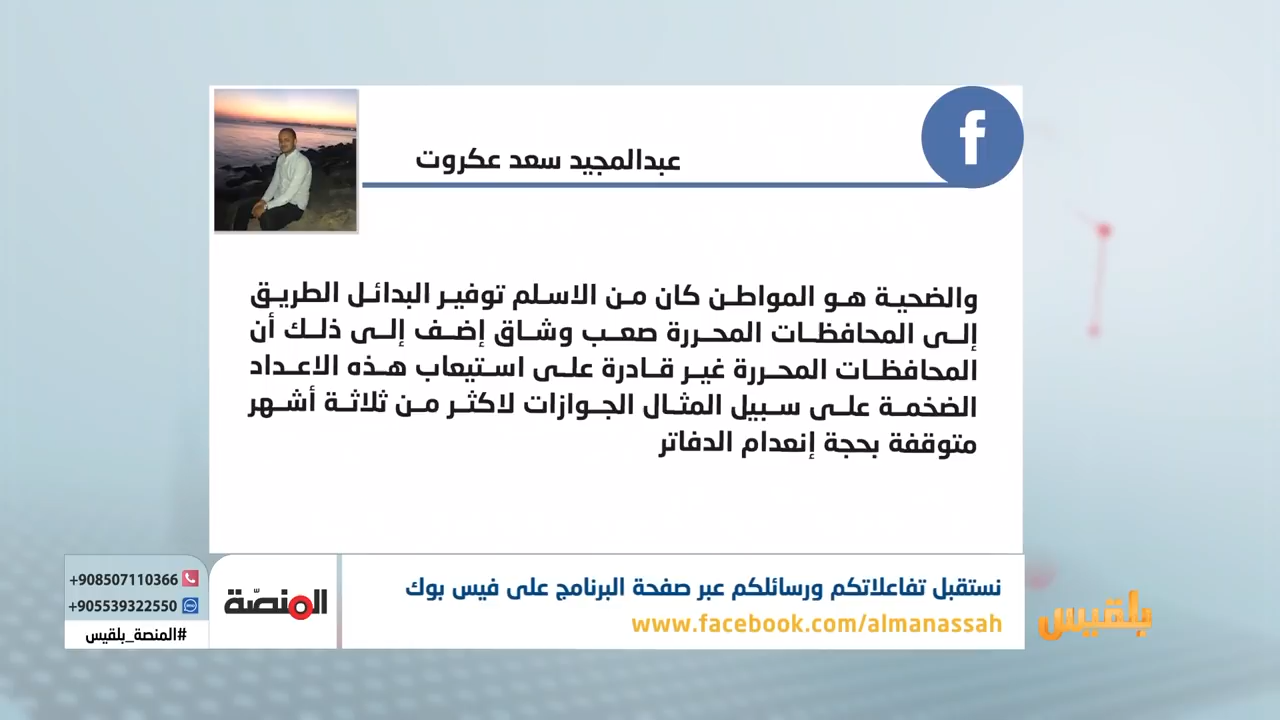 f
عبدالمجيد سعد عكروت
والضحية هو المواطن كان من الاسلم توفير البدائل الطريق
إلى المحافظات المحررة صعب وشاق إضف إلى ذلك أن
المحافظات المحررة غير قادرة على استيعاب هذه الاعداد
الضخمة على سبيل المثال الجوازات لاكثر من ثلاثة أشهر
متوقفة بحجة إنعدام الدفاتر
نستقبل تفاعلاتكم ورسائلكم عبر صفحة البرنامج على فيس بوك
www.facebook.com/almanassah
المنصّة
+908507110366
+905539322550
#المنصة_بلقيس
بلقيس